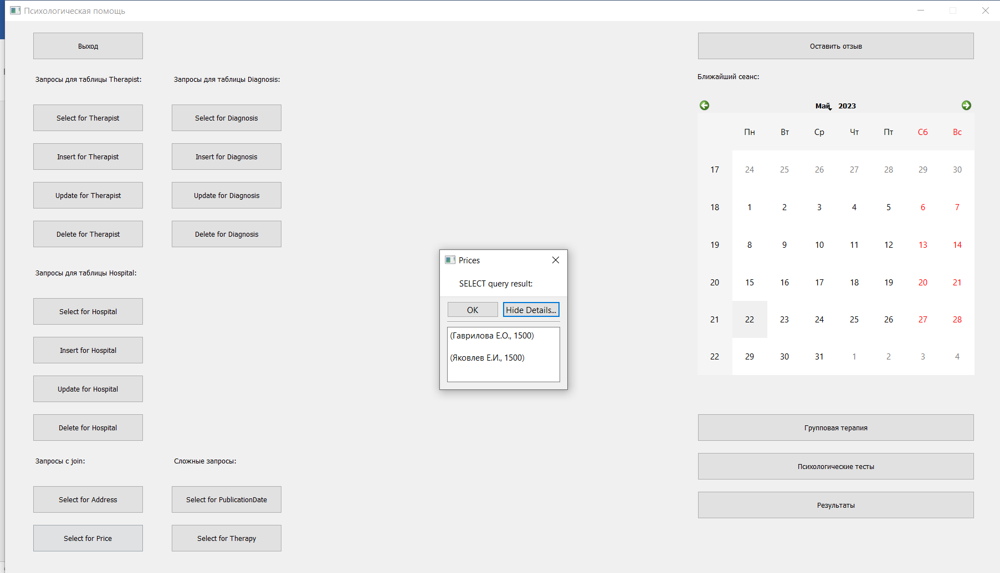 Психологическая помощь
Выход
Оставить отзыв
Запросы для таблицы Therapist:
Запросы для таблицы Diagnosis:
Ближайший сеанс:
Select for Therapist
Select for Diagnosis
Insert for Therapist
Insert for Diagnosis
Update for Therapist
Update for Diagnosis
Delete for Therapist
Delete for Diagnosis
Запросы для таблицы Hospital:
Select for Hospital
Insert for Hospital
Update for Hospital
Delete for Hospital
Запросы с join:
Сложные запросы:
Select for Address
Select for PublicationDate
Select for Price
Select for Therapy
Prices
SELECT query result:
OK
Hide Details...
(Гаврилова Е.О., 1500)
(Яковлев Е.И., 1500)
Май 2023
Пн Вт Ср Чт Пт Сб Вс
17 24 25 26 27 28 29 30
18 1 2 3 4 5 6 7
19 8 9 10 11 12 13 14
20 15 16 17 18 19 20 21
21 22 23 24 25 26 27 28
22 29 30 31 1 2 3 4
Групповая терапия
Психологические тесты
Результаты